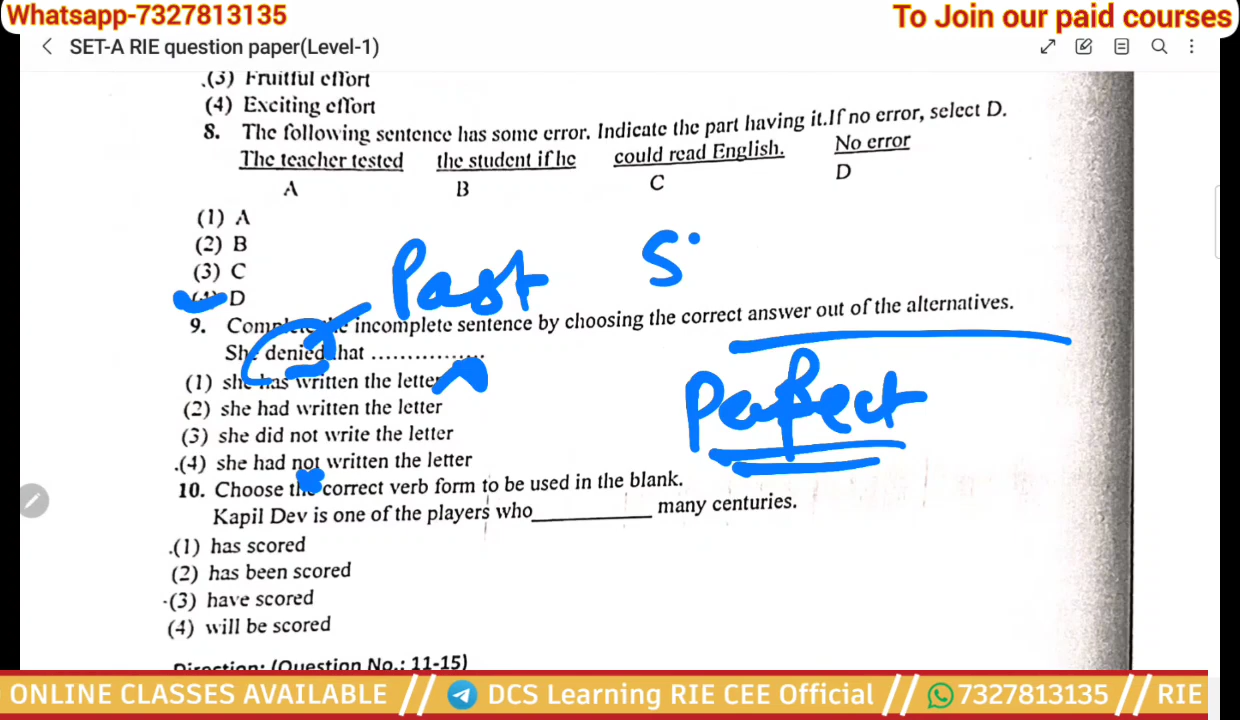 Whatsapp-7327813135
To Join our paid courses
SET-A RIE question paper(Level-1)
.(3) Fruitful effort
(4) Exciting effort
8. The following sentence has some error. Indicate the part having it.If no error, select D.
The teacher tested the student if he could read English. No error
A B C D
(1) A
(2) B
(3) C
(4) D
Past S
9. Complete the incomplete sentence by choosing the correct answer out of the alternatives.
She denied that ................
(1) she has written the letter
(2) she had written the letter
Perfect
(3) she did not write the letter
.(4) she had not written the letter
10. Choose the correct verb form to be used in the blank.
Kapil Dev is one of the players who____________ many centuries.
.(1) has scored
(2) has been scored
(3) have scored
(4) will be scored
Direction: (Question No.: 11-15)
ONLINE CLASSES AVAILABLE // DCS Learning RIE CEE Official // 7327813135 // RIE